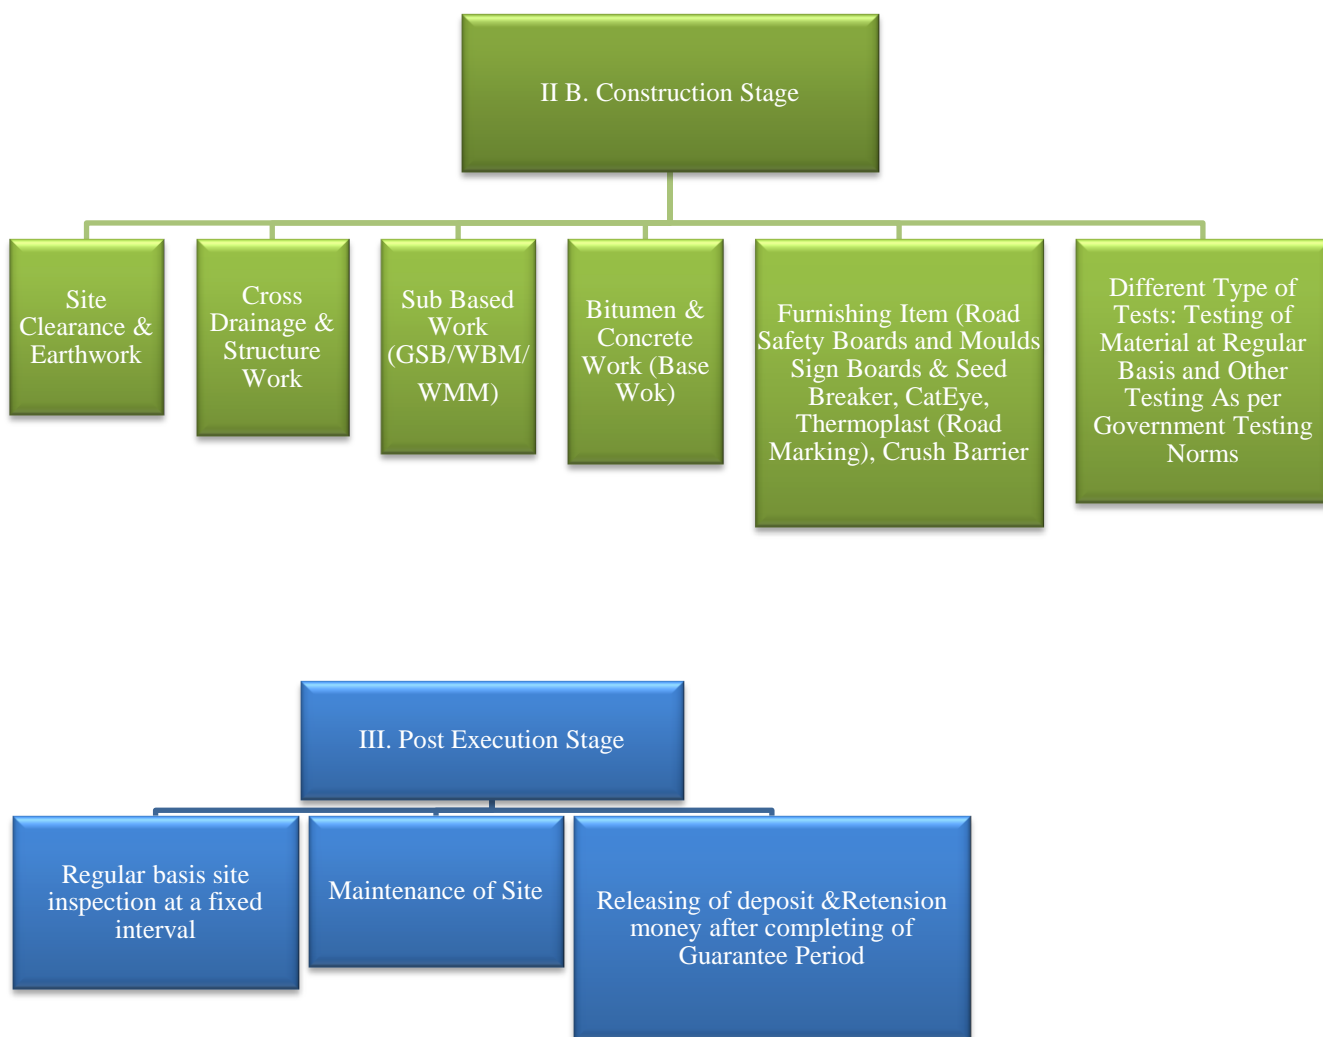 II B. Construction Stage
Site
Clearance &
Earthwork
Cross
Drainage &
Structure
Work
Sub Based
Work
(GSB/WBM/
WMM)
Bitumen &
Concrete
Work (Base
Wok)
Furnishing Item (Road
Safety Boards and Moulds
Sign Boards & Seed
Breaker, CatEye,
Thermoplast (Road
Marking), Crush Barrier
Different Type of
Tests: Testing of
Material at Regular
Basis and Other
Testing As per
Government Testing
Norms
III. Post Execution Stage
Regular basis site
inspection at a fixed
interval
Maintenance of Site
Releasing of deposit &Retension
money after completing of
Guarantee Period